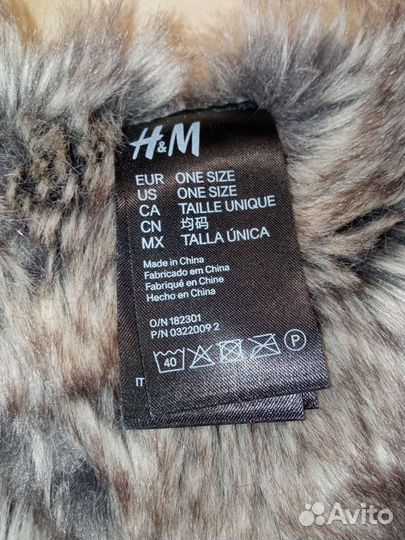 H&M
EUR ONE SIZE
US ONE SIZE
CA TAILLE UNIQUE
CN 均码
MX TALLA ÚNICA
Made in China
Fabricado em China
Fabriqué en Chine
Hecho en China
O/N 182301
P/N 0322009 2
40 P
IT
Avito